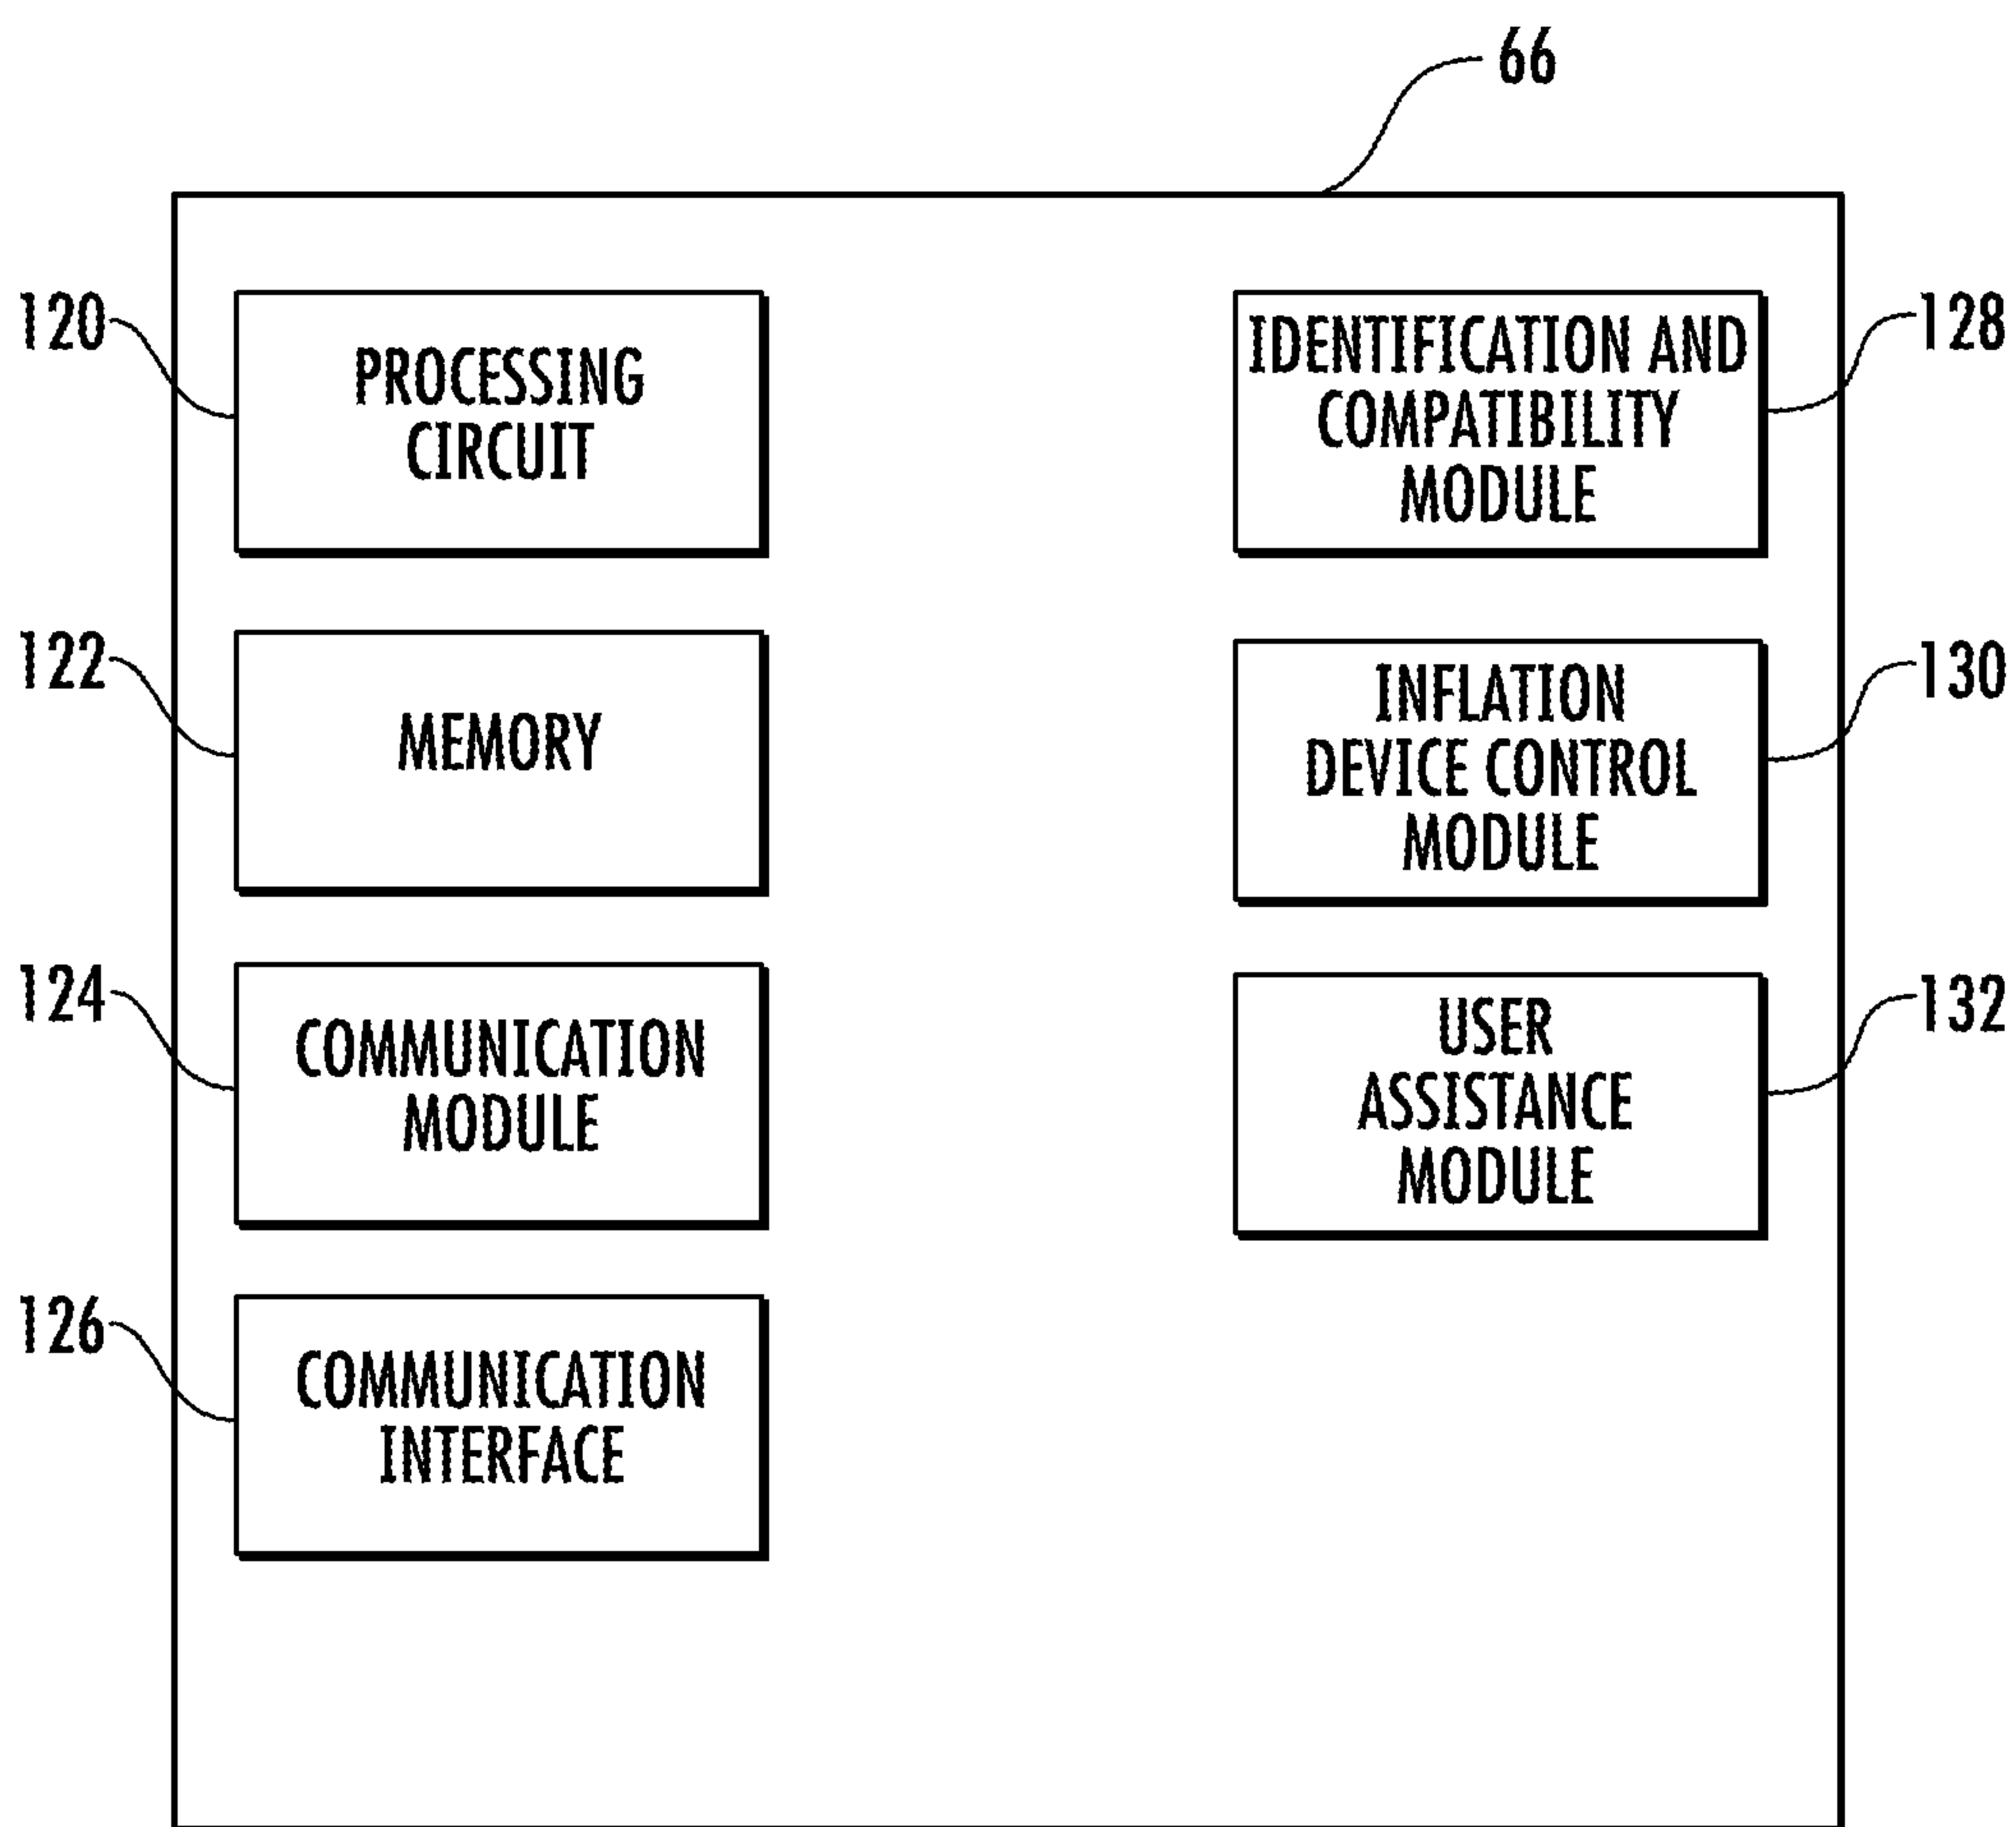 66
120
PROCESSING
CIRCUIT
IDENTIFICATION AND
COMPATIBILITY
MODULE
128
122
MEMORY
INFLATION
DEVICE CONTROL
MODULE
130
124
COMMUNICATION
MODULE
USER
ASSISTANCE
MODULE
132
126
COMMUNICATION
INTERFACE